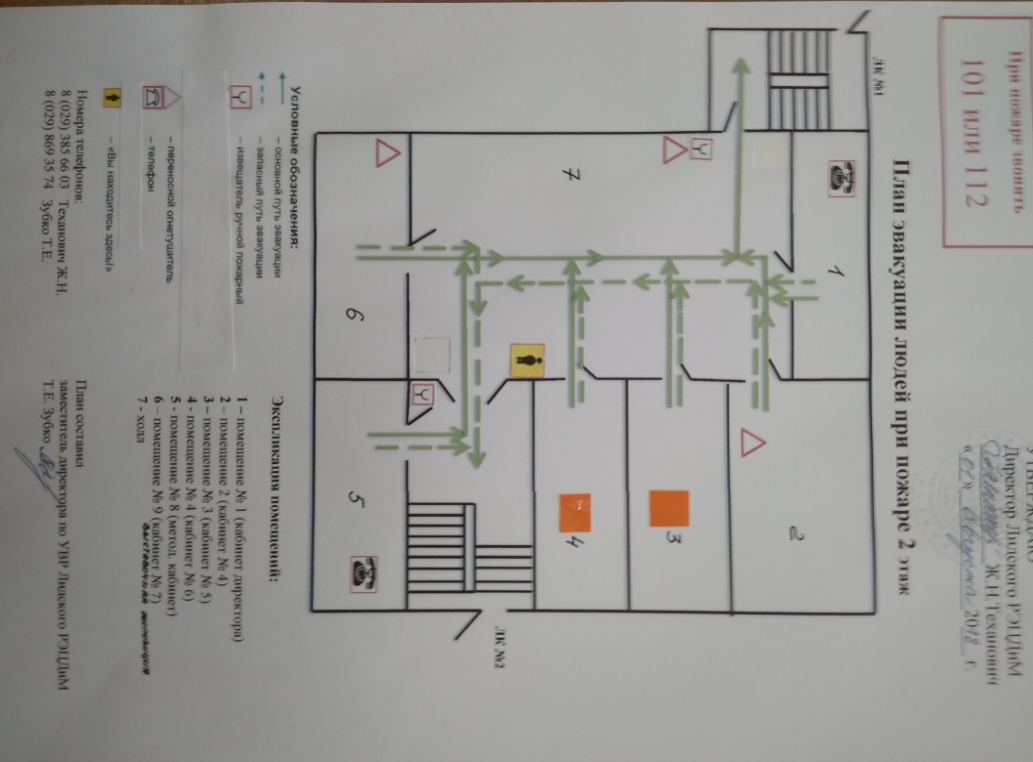 При пожаре звонить
101 или 112
Директор Лидского РЭЦДиМ
Ж.Н.Теханович
августа 2018 г.
План эвакуации людей при пожаре 2 этаж
ЛК №1
1
2
3
4
5
6
7
ЛК №2
Условные обозначения:
– основной путь эвакуации
– запасный путь эвакуации
– извещатель ручной пожарный
– переносной огнетушитель
– телефон
– «Вы находитесь здесь!»
Номера телефонов:
8 (029) 385 66 03 Теханович Ж.Н.
8 (029) 869 35 74 Зубко Т.Е.
Экспликация помещений:
1 – помещение № 1 (кабинет директора)
2 – помещение 2 (кабинет № 4)
3 – помещение № 3 (кабинет № 5)
4 - помещение № 4 (кабинет № 6)
5 - помещение № 8 (метод. кабинет)
6 – помещение № 9 (кабинет № 7)
7 - холл
План составил
заместитель директора по УВР Лидского РЭЦДиМ
Т.Е. Зубко